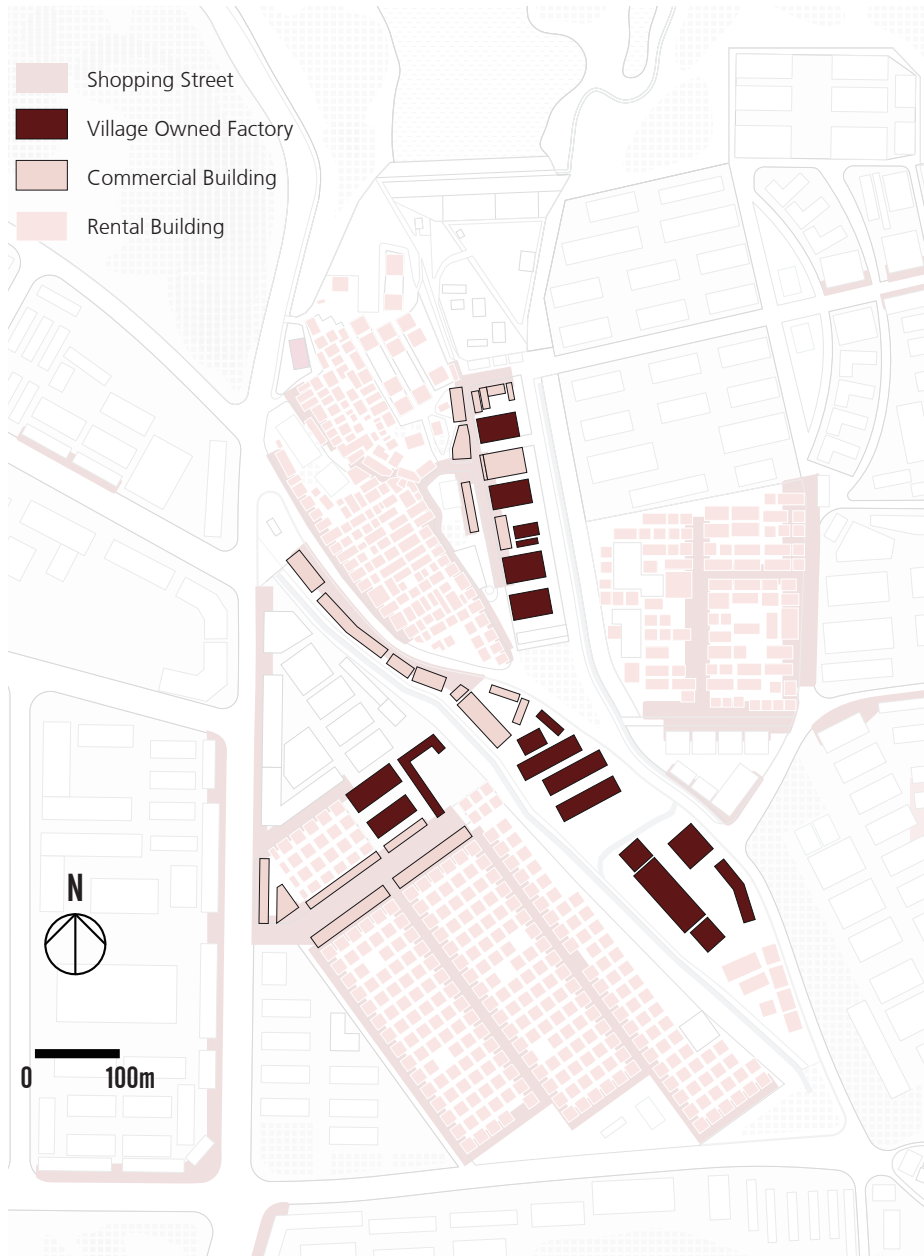 Shopping Street
Village Owned Factory
Commercial Building
Rental Building
N
0 100m